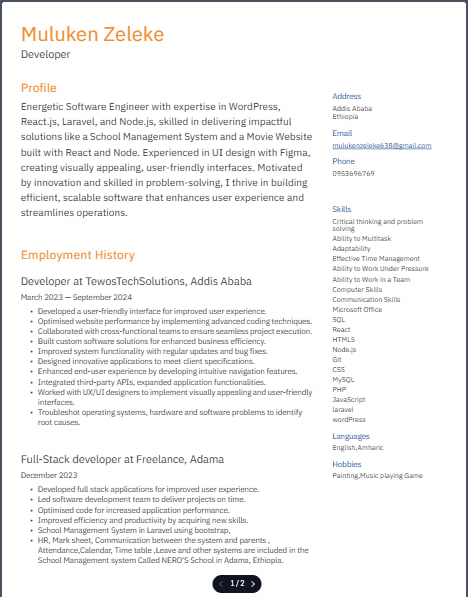 Muluken Zeleke
Developer
Profile
Energetic Software Engineer with expertise in WordPress,
React.js, Laravel, and Node.js, skilled in delivering impactful
solutions like a School Management System and a Movie Website
built with React and Node. Experienced in UI design with Figma,
creating visually appealing, user-friendly interfaces. Motivated
by innovation and skilled in problem-solving, I thrive in building
efficient, scalable software that enhances user experience and
streamlines operations.
Employment History
Developer at TewosTechSolutions, Addis Ababa
March 2023 — September 2024
• Developed a user-friendly interface for improved user experience.
• Optimised website performance by implementing advanced coding techniques.
• Collaborated with cross-functional teams to ensure seamless project execution.
• Built custom software solutions for enhanced business efficiency.
• Improved system functionality with regular updates and bug fixes.
• Designed innovative applications to meet client specifications.
• Enhanced end-user experience by developing intuitive navigation features.
• Integrated third-party APIs, expanded application functionalities.
• Worked with UX/UI designers to implement visually appealing and user-friendly
interfaces.
• Troubleshot operating systems, hardware and software problems to identify
root causes.
Full-Stack developer at Freelance, Adama
December 2023
• Developed full stack applications for improved user experience.
• Led software development team to deliver projects on time.
• Optimised code for increased application performance.
• Improved efficiency and productivity by acquiring new skills.
• School Management System in Laravel using bootstrap,
• HR, Mark sheet, Communication between the system and parents ,
Attendance,Calendar, Time table ,Leave and other systems are included in the
School Management system Called NERO'S School in Adama, Ethiopia.
Address
Addis Ababa
Ethiopia
Email
mulukenzeleke638@gmail.com
Phone
0953696769
Skills
Critical thinking and problem
solving
Ability to Multitask
Adaptability
Effective Time Management
Ability to Work Under Pressure
Ability to Work in a Team
Computer Skills
Communication Skills
Microsoft Office
SQL
React
HTML5
Node.js
Git
CSS
MySQL
PHP
JavaScript
laravel
wordPress
Languages
English,Amharic
Hobbies
Painting,Music playing Game
1/2